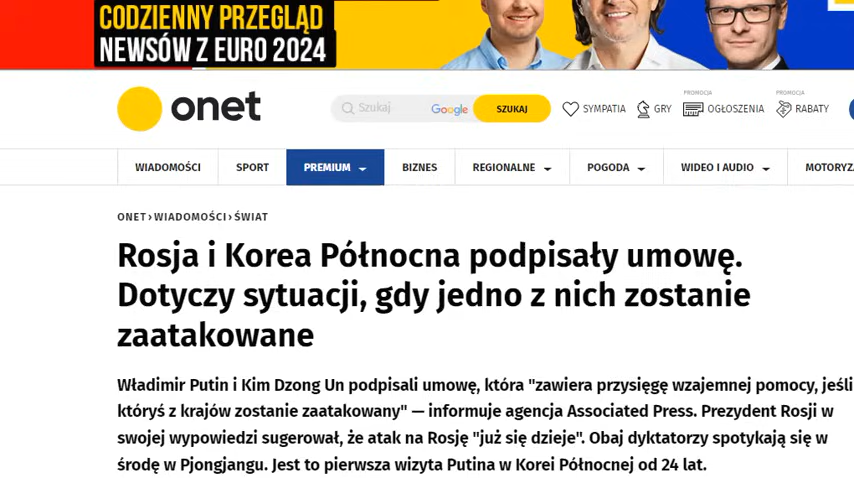 CODZIENNY PRZEGLĄD
NEWSÓW Z EURO 2024
onet
Szukaj
Google
SZUKAJ
SYMPATIA
GRY
PROMOCJA
OGŁOSZENIA
PROMOCJA
RABATY
WIADOMOŚCI
SPORT
PREMIUM
BIZNES
REGIONALNE
POGODA
WIDEO I AUDIO
MOTORYZA
ONET › WIADOMOŚCI › ŚWIAT
Rosja i Korea Północna podpisały umowę.
Dotyczy sytuacji, gdy jedno z nich zostanie
zaatakowane
Władimir Putin i Kim Dzong Un podpisali umowę, która "zawiera przysięgę wzajemnej pomocy, jeśli
któryś z krajów zostanie zaatakowany" — informuje agencja Associated Press. Prezydent Rosji w
swojej wypowiedzi sugerował, że atak na Rosję "już się dzieje". Obaj dyktatorzy spotykają się w
środę w Pjongjangu. Jest to pierwsza wizyta Putina w Korei Północnej od 24 lat.